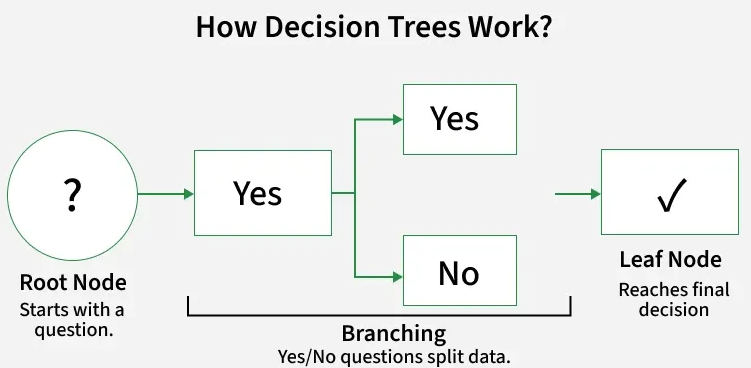 How Decision Trees Work?
?
Root Node
Starts with a
question.
Yes
Yes
No
Branching
Yes/No questions split data.
✓
Leaf Node
Reaches final
decision